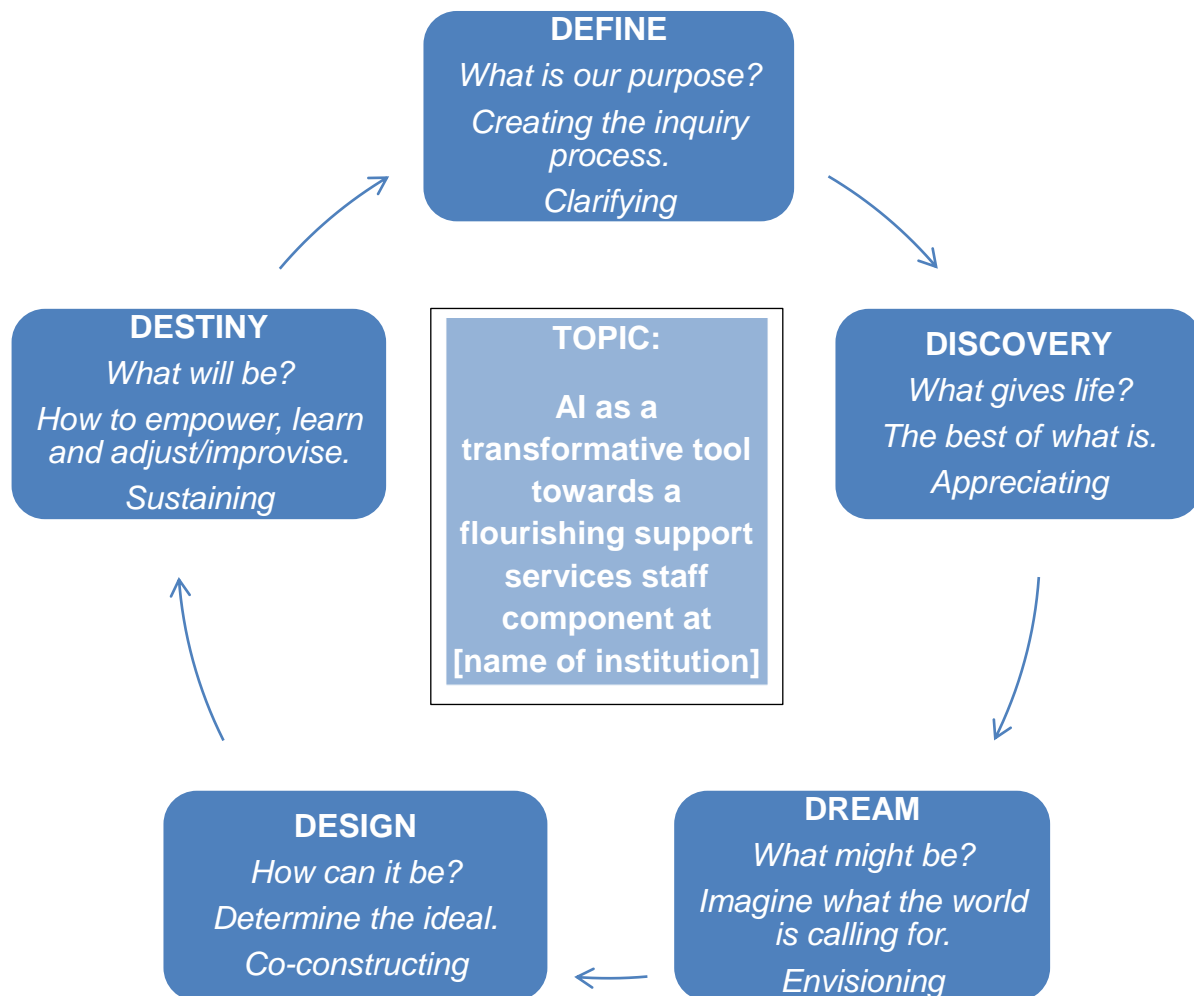 DEFINE
What is our purpose?
Creating the inquiry
process.
Clarifying
DISCOVERY
What gives life?
The best of what is.
Appreciating
DREAM
What might be?
Imagine what the world
is calling for.
Envisioning
DESIGN
How can it be?
Determine the ideal.
Co-constructing
DESTINY
What will be?
How to empower, learn
and adjust/improvise.
Sustaining
TOPIC:
AI as a
transformative tool
towards a
flourishing support
services staff
component at
[name of institution]